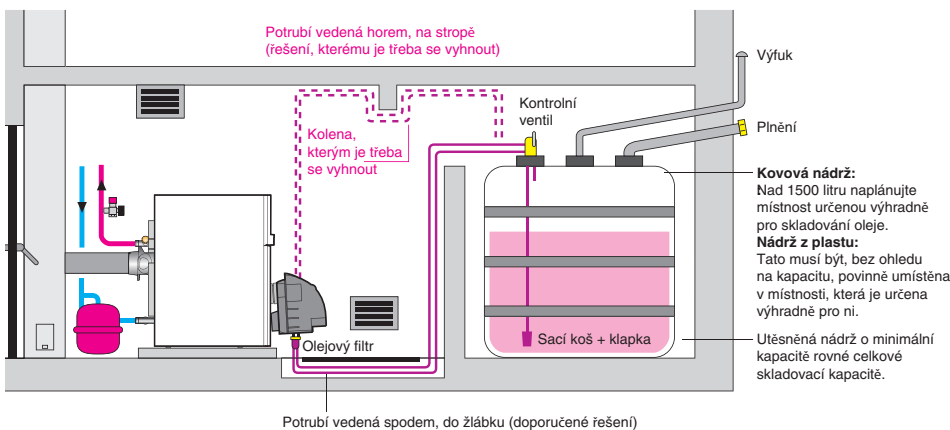 Potrubí vedená horem, na stropě
(řešení, kterému je třeba se vyhnout)
Výfuk
Kontrolní
ventil
Plnění
Kolena,
kterým je třeba
se vyhnout
Kovová nádrž:
Nad 1500 litru naplánujte
místnost určenou výhradně
pro skladování oleje.
Nádrž z plastu:
Tato musí být, bez ohledu
na kapacitu, povinně umístěna
v místnosti, která je určena
výhradně pro ni.
Olejový filtr
Sací koš + klapka
Utěsněná nádrž o minimální
kapacitě rovné celkové
skladovací kapacitě.
Potrubí vedená spodem, do žlábku (doporučené řešení)